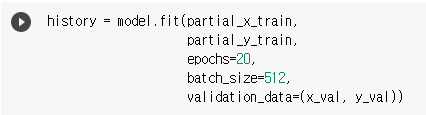 history = model.fit(partial_x_train,
                    partial_y_train,
                    epochs=20,
                    batch_size=512,
                    validation_data=(x_val, y_val))